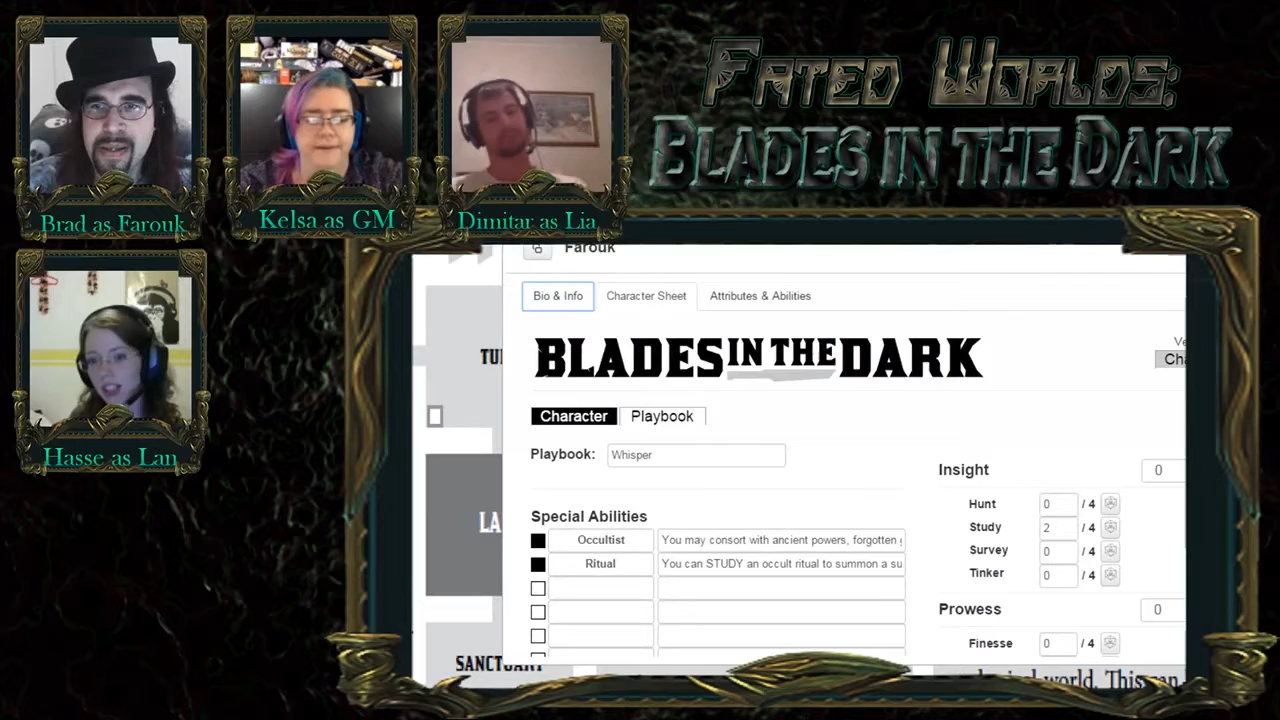 FATED WORLDS:
BLADES IN THE DARK
Brad as Farouk
Kelsa as GM
Dimitar as Lia
Hasse as Lan
Farouk
Bio & Info
Character Sheet
Attributes & Abilities
BLADES IN THE DARK
Character
Playbook
Playbook:
Whisper
Special Abilities
Occultist
You may consort with ancient powers, forgotten
Ritual
You can STUDY an occult ritual to summon a su
Insight
0
Hunt
0
/ 4
Study
2
/ 4
Survey
0
/ 4
Tinker
0
/ 4
Prowess
0
Finesse
0
/ 4
SANCTUARY
world. This